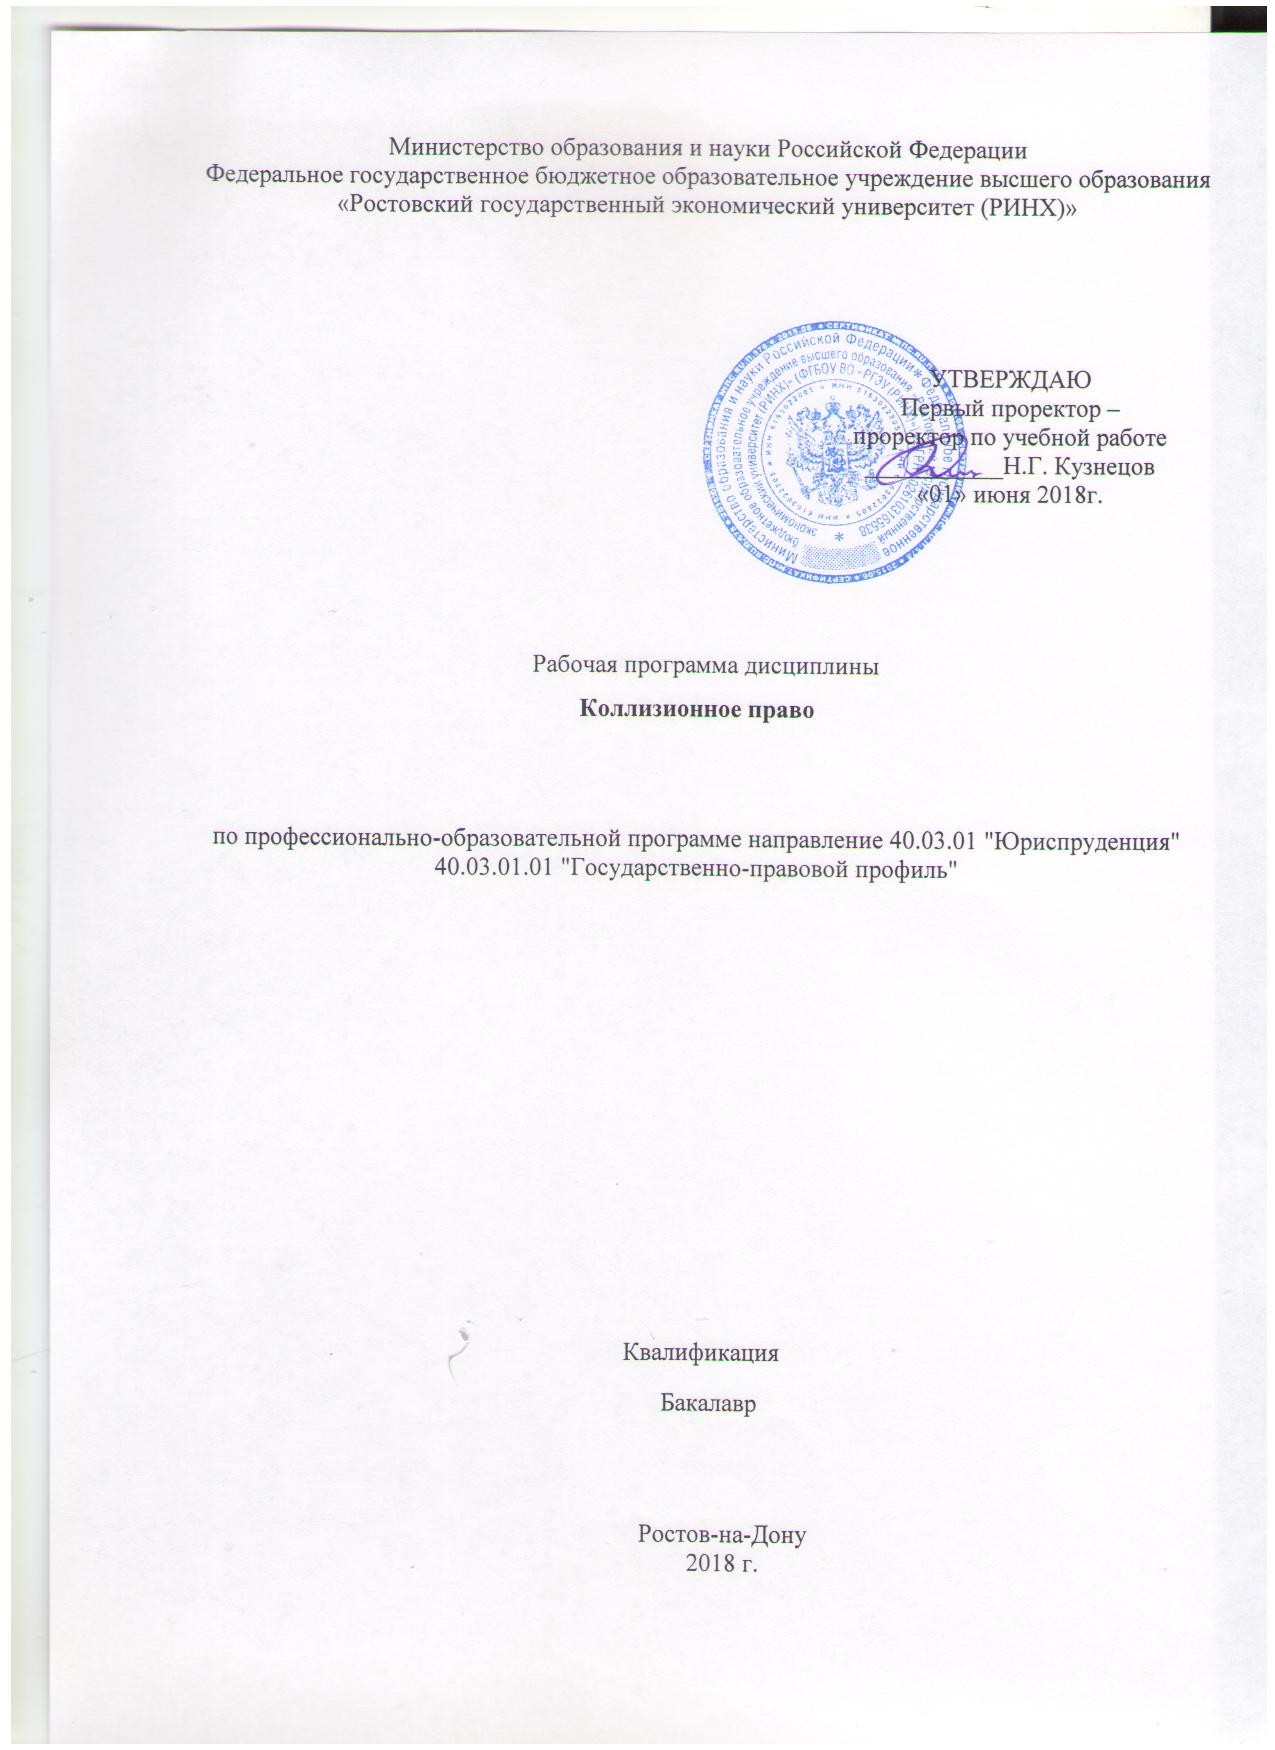 Министерство образования и науки Российской Федерации
Федеральное государственное бюджетное образовательное учреждение высшего образования
«Ростовский государственный экономический университет (РИНХ)»
УТВЕРЖДАЮ
Первый проректор –
проректор по учебной работе
Н.Г. Кузнецов
«01» июня 2018г.
Рабочая программа дисциплины
Коллизионное право
по профессионально-образовательной программе направление 40.03.01 "Юриспруденция"
40.03.01.01 "Государственно-правовой профиль"
Квалификация
Бакалавр
Ростов-на-Дону
2018 г.